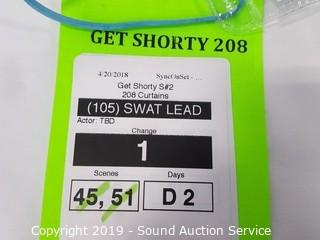 GET SHORTY 208
4/20/2018 SyncOnSet - ...
Get Shorty S#2
208 Curtains
(105) SWAT LEAD
Actor: TBD
Change
1
Scenes Days
45, 51 D 2
Copyright 2019 - Sound Auction Service